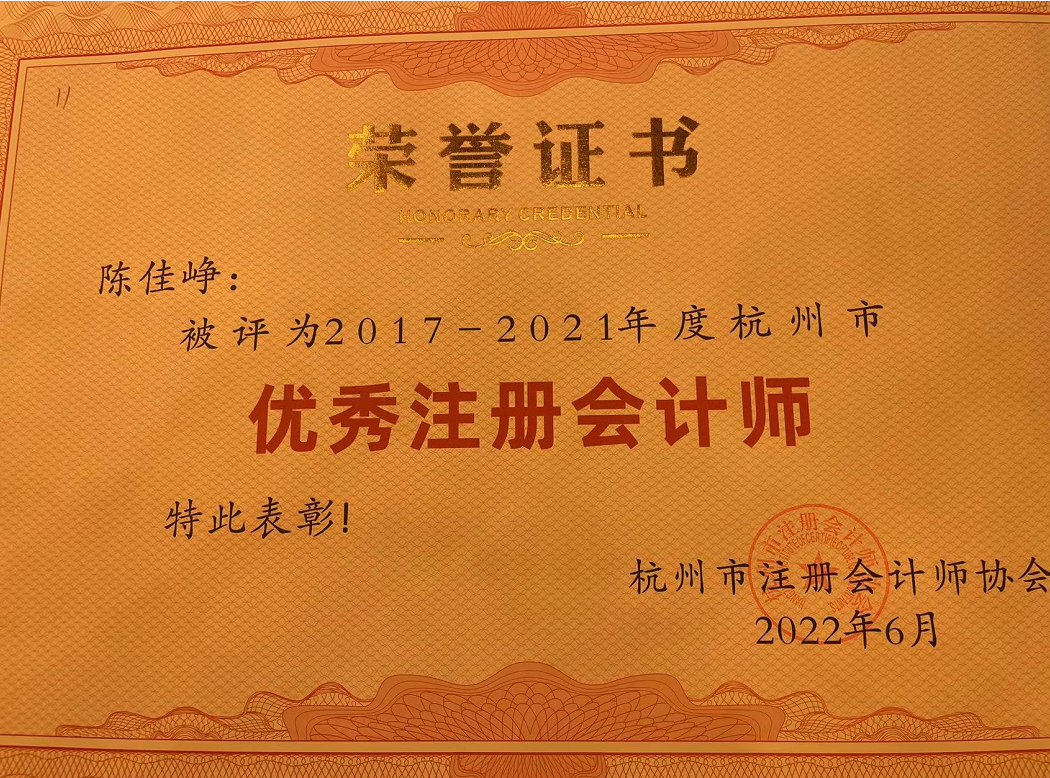 11
荣誉证书
HONORARY CREDENTIAL
陈佳峥：
被评为2017-2021年度杭州市
优秀注册会计师
特此表彰!
杭州市注册会计师协会
2022年6月